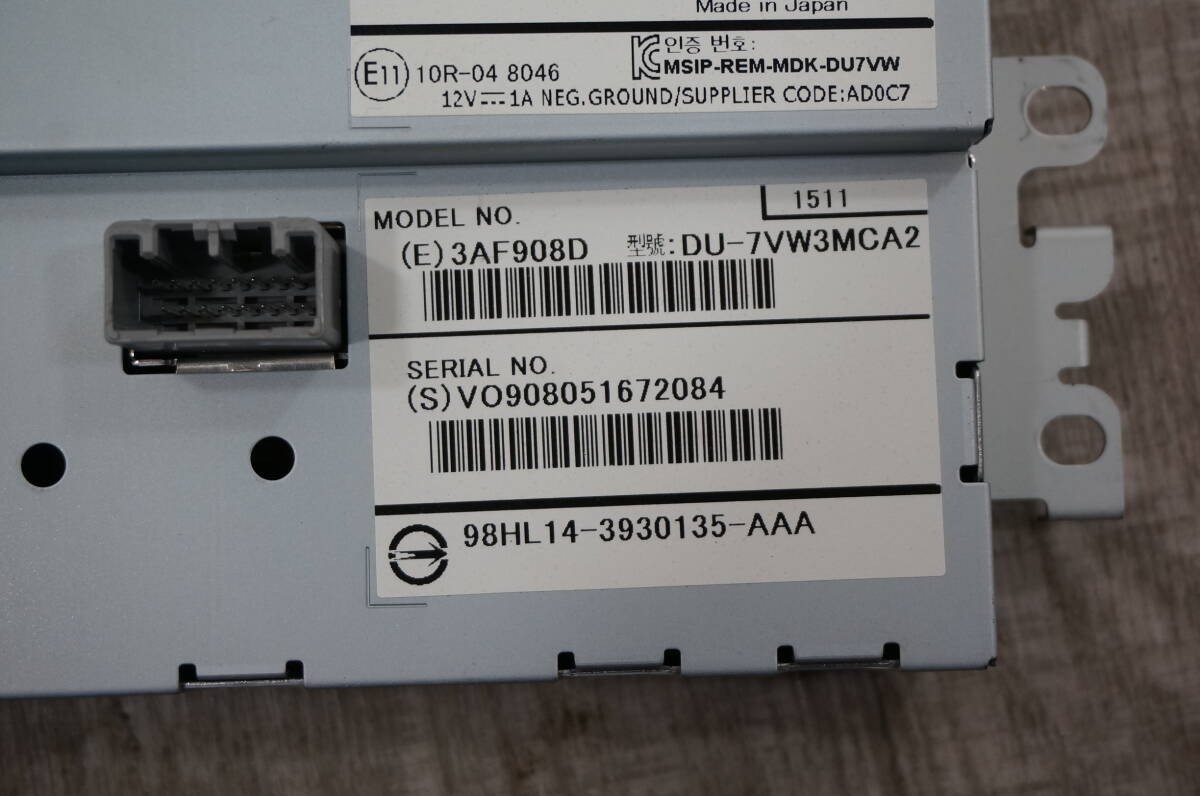 Made in Japan
E11 10R-04 8046
인증 번호:
MSIP-REM-MDK-DU7VW
12V⎓1A NEG.GROUND/SUPPLIER CODE:AD0C7
1511
MODEL NO.
(E)3AF908D 型號:DU-7VW3MCA2
SERIAL NO.
(S)VO908051672084
98HL14-3930135-AAA